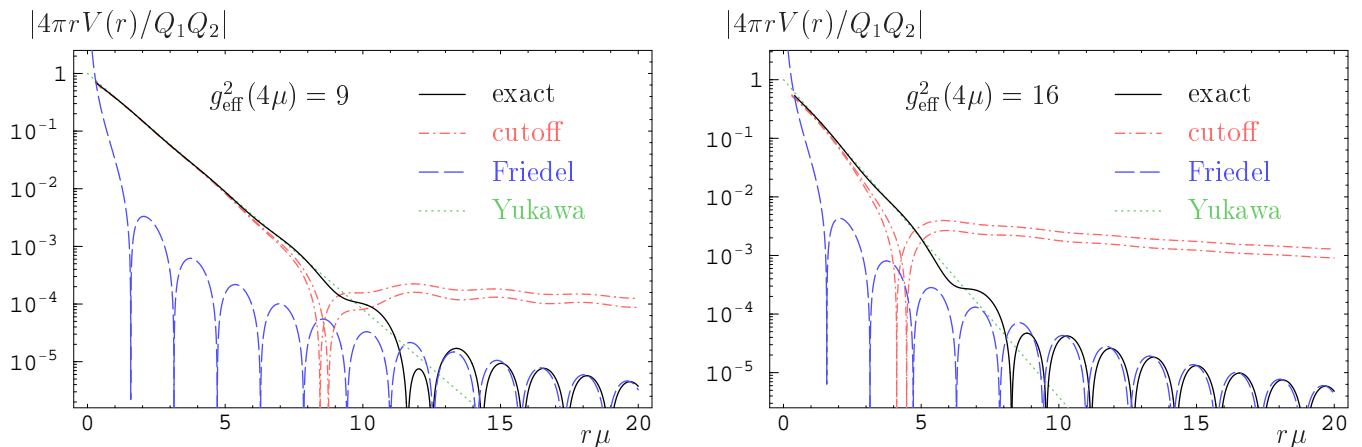 |4πrV(r)/Q₁Q₂|
g²eff(4μ) = 9
exact
cutoff
Friedel
Yukawa
1
10⁻¹
10⁻²
10⁻³
10⁻⁴
10⁻⁵
0 5 10 15 20
rμ
|4πrV(r)/Q₁Q₂|
g²eff(4μ) = 16
exact
cutoff
Friedel
Yukawa
1
10⁻¹
10⁻²
10⁻³
10⁻⁴
10⁻⁵
0 5 10 15 20
rμ